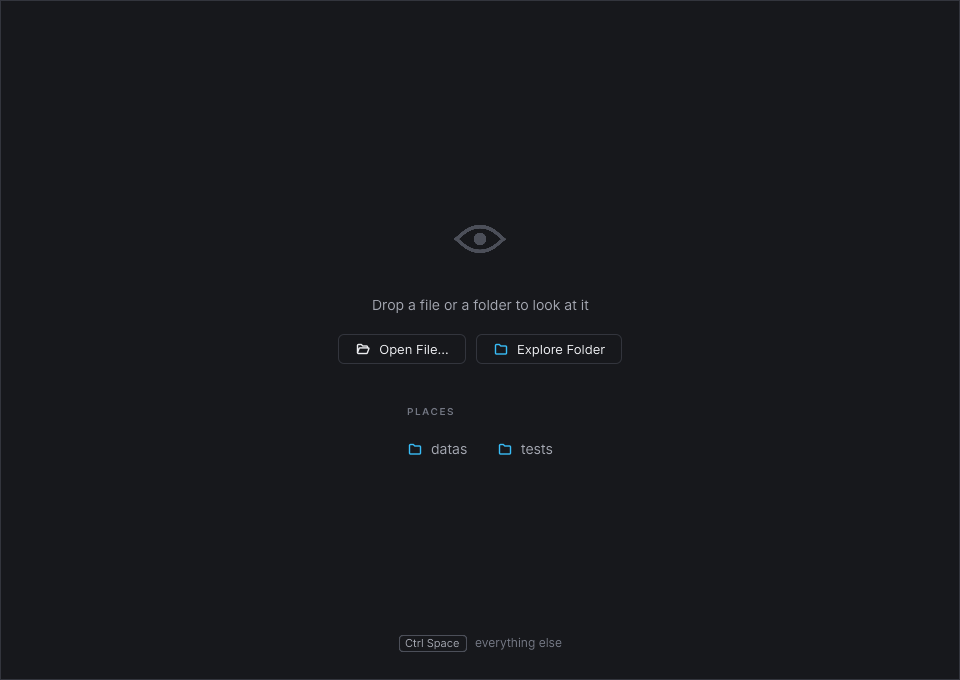 Drop a file or a folder to look at it
Open File...
Explore Folder
PLACES
datas
tests
Ctrl Space everything else